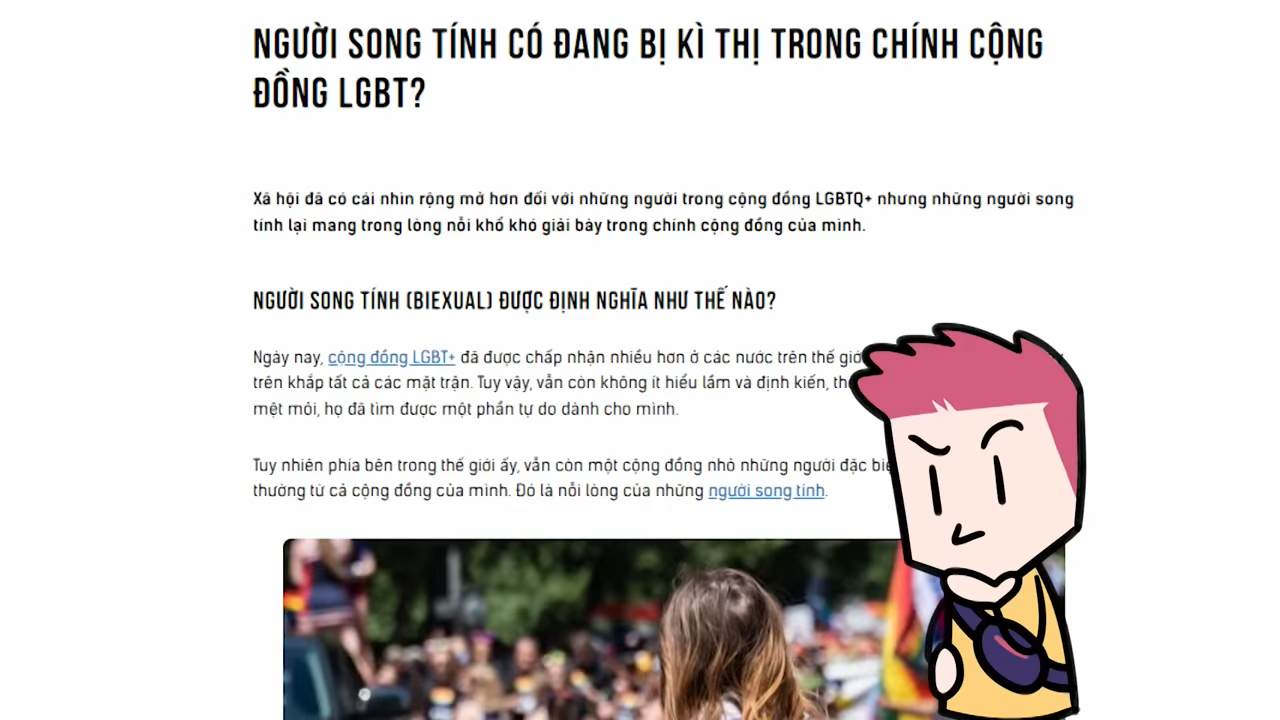 NGƯỜI SONG TÍNH CÓ ĐANG BỊ KÌ THỊ TRONG CHÍNH CỘNG
ĐỒNG LGBT?
Xã hội đã có cái nhìn rộng mở hơn đối với những người trong cộng đồng LGBTQ+ nhưng những người song
tính lại mang trong lòng nỗi khổ khó giải bày trong chính cộng đồng của mình.
NGƯỜI SONG TÍNH (BIEXUAL) ĐƯỢC ĐỊNH NGHĨA NHƯ THẾ NÀO?
Ngày nay, cộng đồng LGBT+ đã được chấp nhận nhiều hơn ở các nước trên thế
trên khắp tất cả các mặt trận. Tuy vậy, vẫn còn không ít hiểu lầm và định kiến,
mệt mỏi, họ đã tìm được một phần tự do dành cho mình.
Tuy nhiên phía bên trong thế giới ấy, vẫn còn một cộng đồng nhỏ những người đặc
thường từ cả cộng đồng của mình. Đó là nỗi lòng của những người song tính.